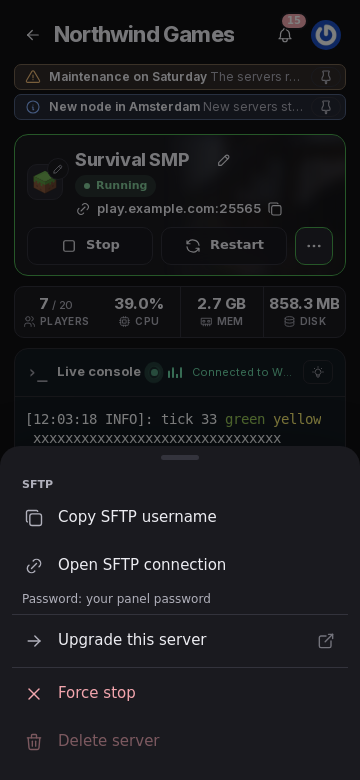 Northwind Games
15
Maintenance on Saturday The servers r...
New node in Amsterdam New servers st...
Survival SMP
Running
play.example.com:25565
Stop
Restart
7 / 20
PLAYERS
39.0%
CPU
2.7 GB
MEM
858.3 MB
DISK
Live console
Connected to W...
[12:03:18 INFO]: tick 33 green yellow
xxxxxxxxxxxxxxxxxxxxxxxxxxxxxxx
SFTP
Copy SFTP username
Open SFTP connection
Password: your panel password
Upgrade this server
Force stop
Delete server